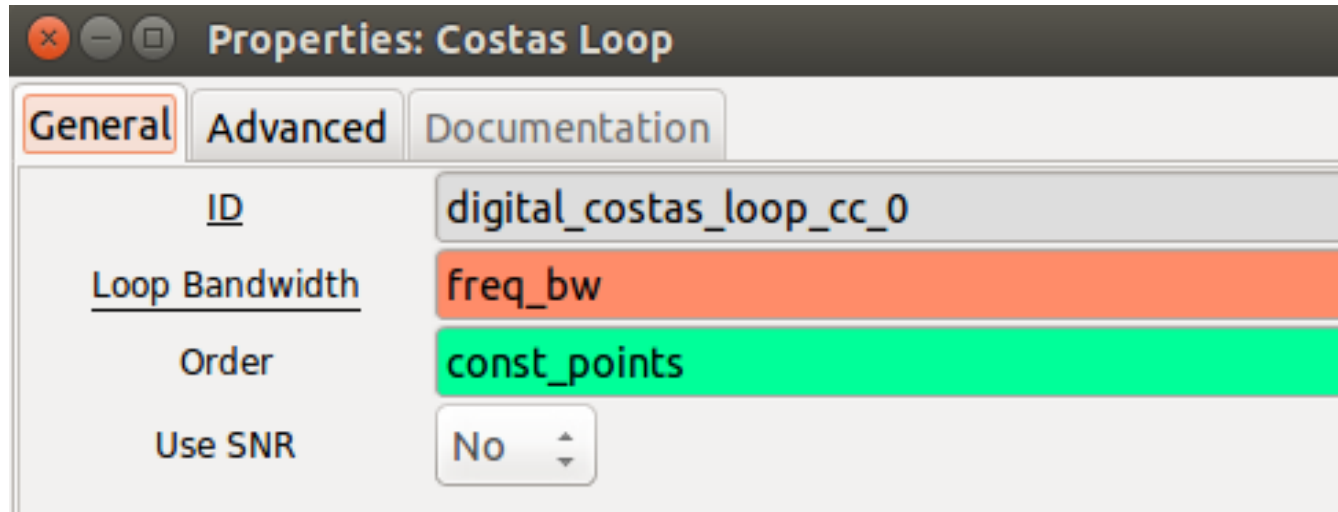 Properties: Costas Loop
General Advanced Documentation
ID digital_costas_loop_cc_0
Loop Bandwidth freq_bw
Order const_points
Use SNR No